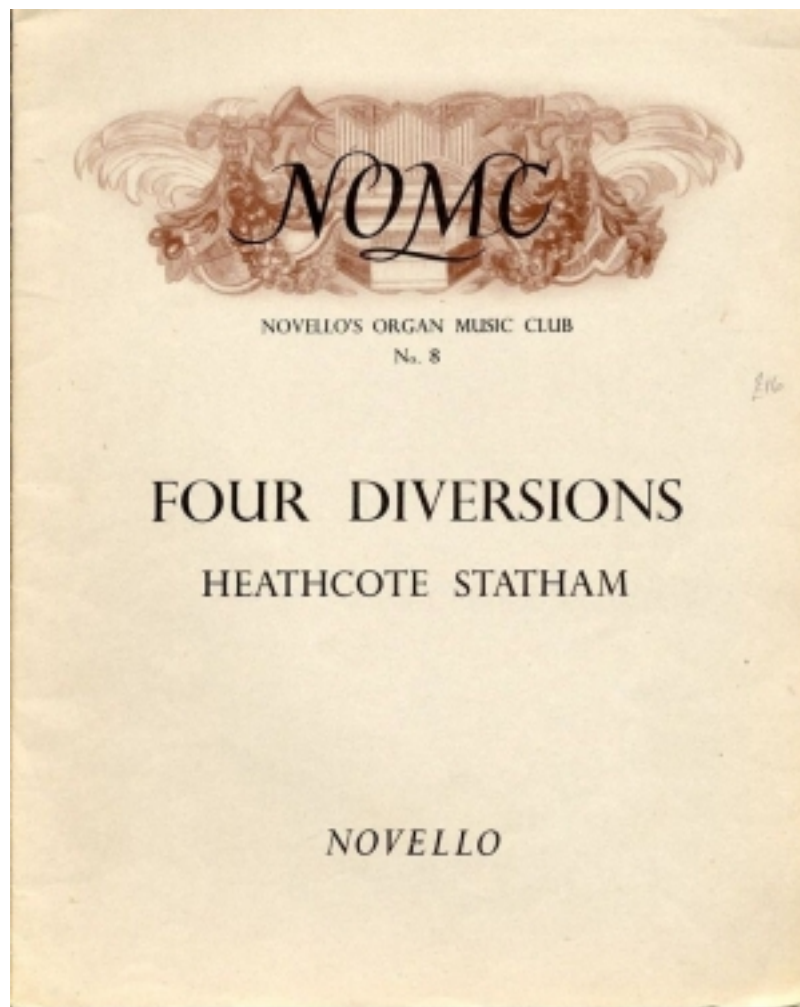 NOMC
NOVELLO'S ORGAN MUSIC CLUB
No. 8
FOUR DIVERSIONS
HEATHCOTE STATHAM
NOVELLO